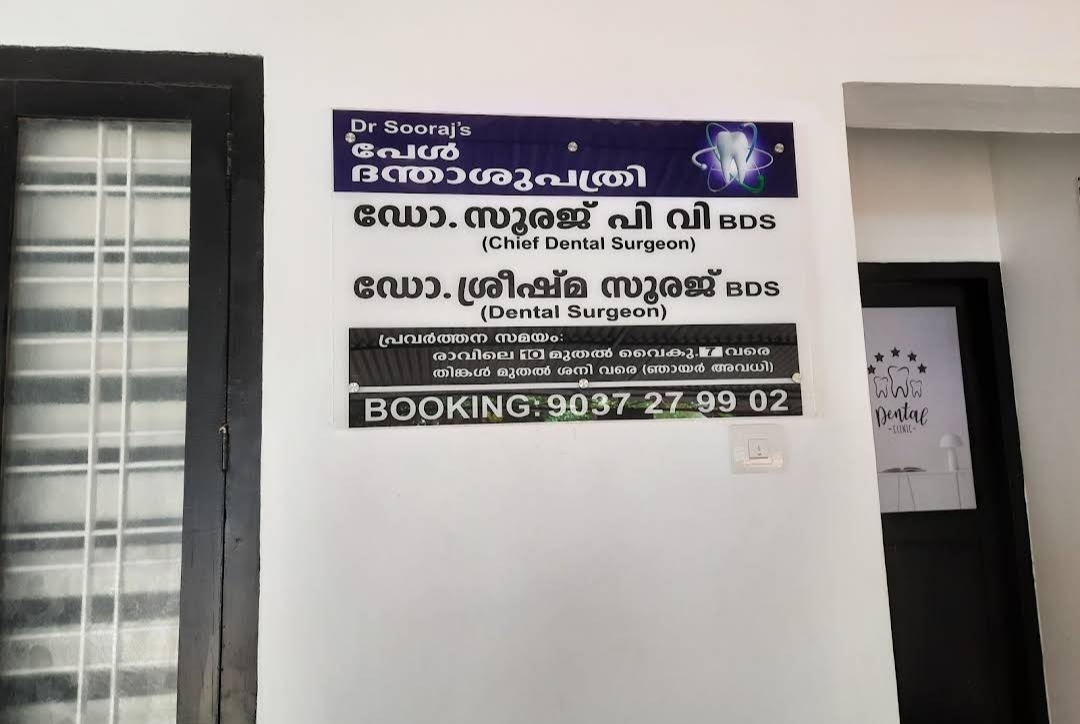 Dr Sooraj's
പേൾ
ദന്താശുപത്രി
ഡോ. സൂരജ് പി വി BDS
(Chief Dental Surgeon)
ഡോ. ശ്രീഷ്മ സൂരജ് BDS
(Dental Surgeon)
പ്രവർത്തന സമയം:
രാവിലെ 10 മുതൽ വൈകു. 7 വരെ
തിങ്കൾ മുതൽ ശനി വരെ (ഞായർ അവധി)
BOOKING: 9037 27 99 02
Dental
-CLINIC-